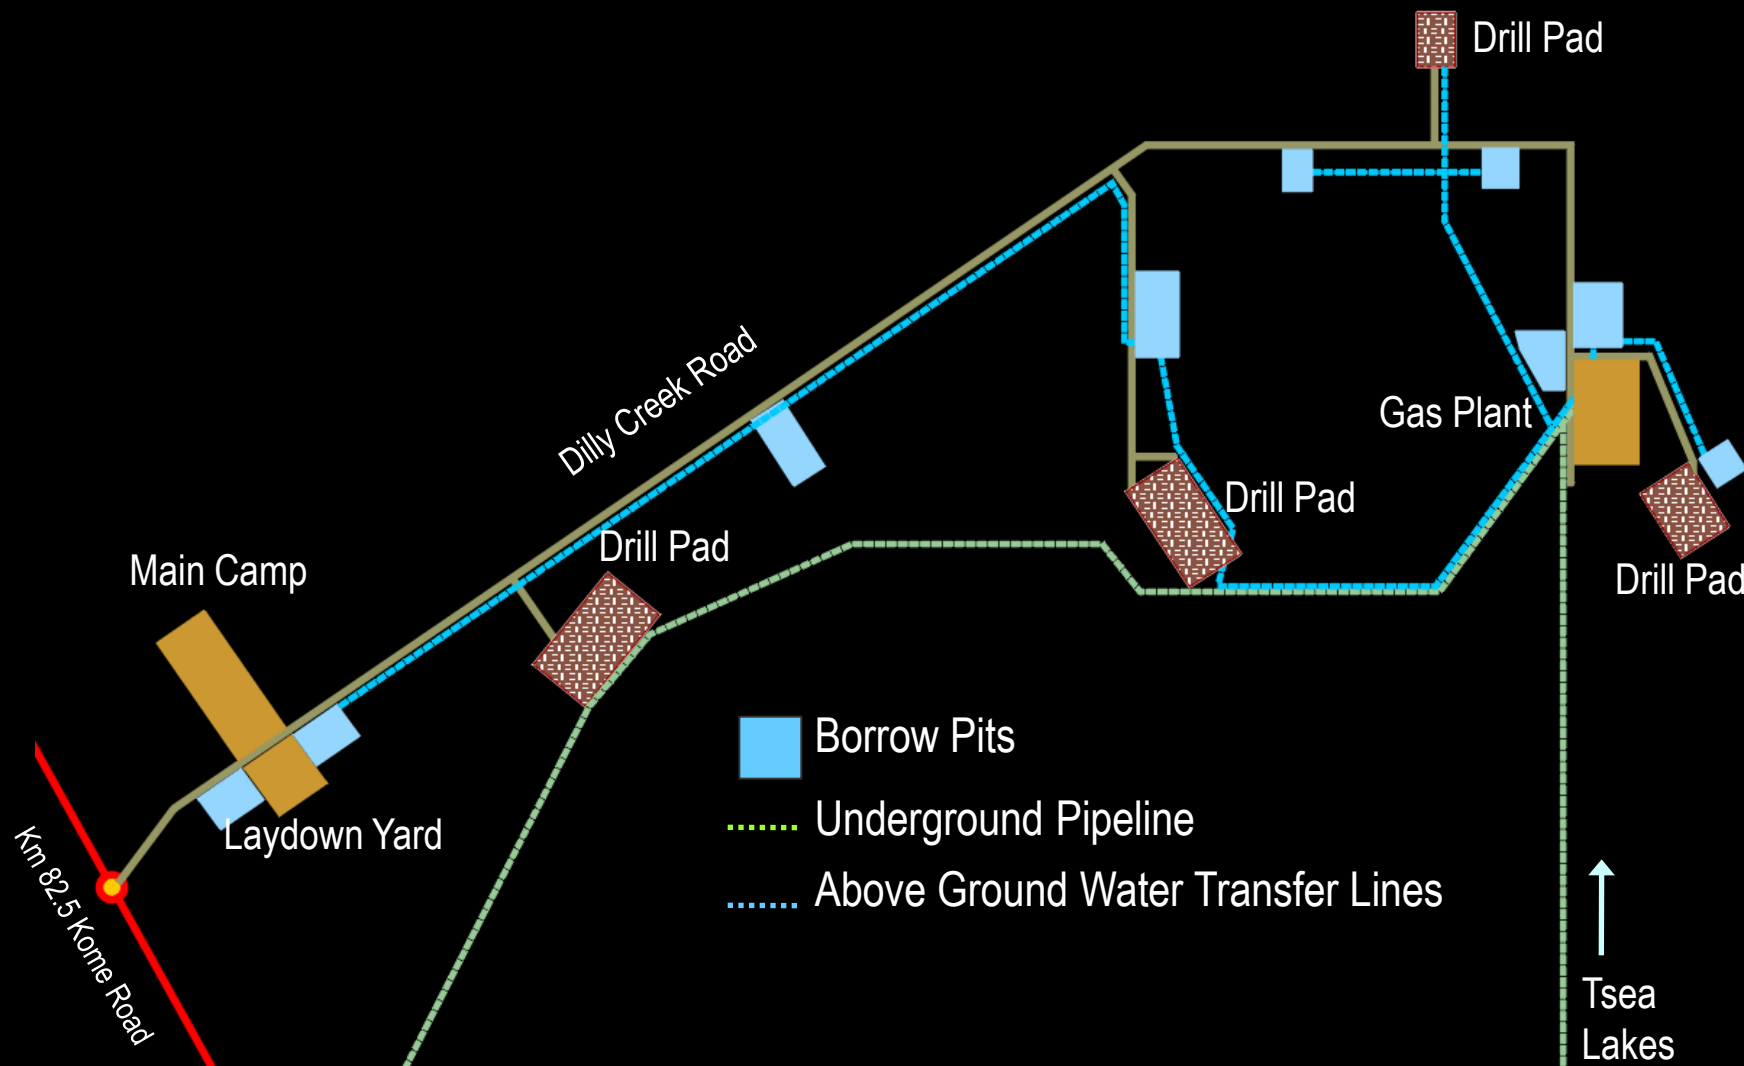 Drill Pad
Dilly Creek Road
Gas Plant
Drill Pad
Drill Pad
Main Camp
Drill Pad
Borrow Pits
Underground Pipeline
Laydown Yard
Above Ground Water Transfer Lines
Km 82.5 Kome Road
Tsea
Lakes